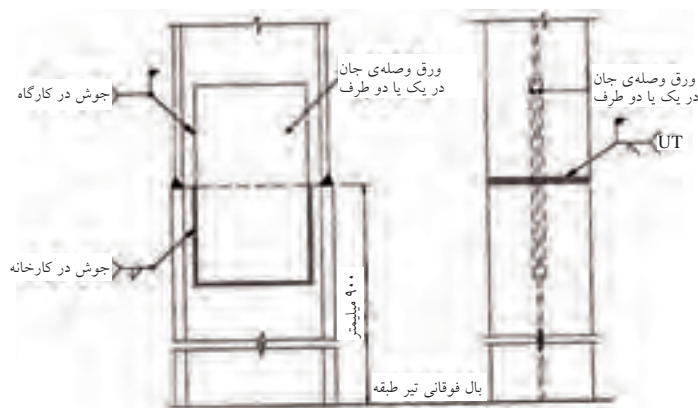 ورق وصله‌ی جان
در یک یا دو طرف
جوش در کارگاه
ورق وصله‌ی جان
در یک یا دو طرف
UT
جوش در کارخانه
۹۰۰ میلیمتر
بال فوقانی تیر طبقه